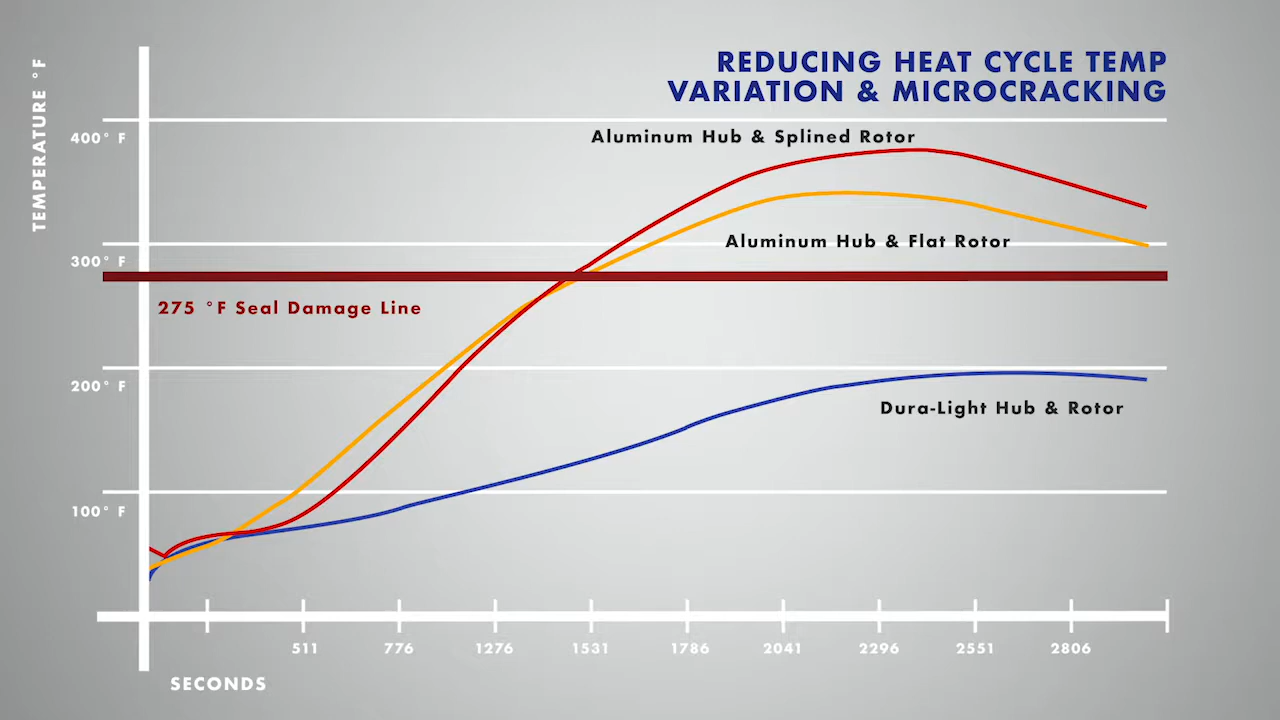 REDUCING HEAT CYCLE TEMP
VARIATION & MICROCRACKING
TEMPERATURE °F
400° F
Aluminum Hub & Splined Rotor
Aluminum Hub & Flat Rotor
300° F
275 °F Seal Damage Line
200° F
Dura-Light Hub & Rotor
100° F
511 776 1276 1531 1786 2041 2296 2551 2806
SECONDS